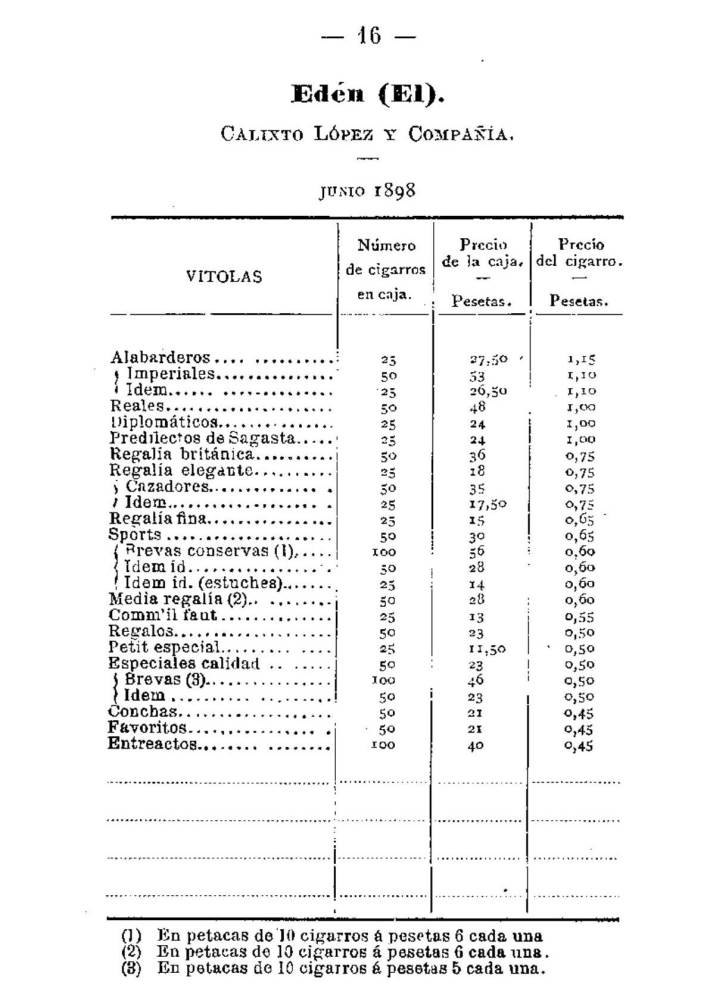 — 16 —
Edén (El).
CALIXTO LÓPEZ Y COMPAÑÍA.
JUNIO 1898
VITOLAS Número de cigarros en caja. Precio de la caja. — Pesetas. Precio del cigarro. — Pesetas.
Alabarderos 25 27,50 1,15
Imperiales 50 53 1,10
Idem 25 26,50 1,10
Reales 50 48 1,00
Diplomáticos 25 24 1,00
Predilectos de Sagasta 25 24 1,00
Regalía británica 50 36 0,75
Regalía elegante 25 18 0,75
Cazadores 50 35 0,75
Idem 25 17,50 0,75
Regalía fina 25 15 0,65
Sports 50 30 0,65
Brevas conservas (1) 100 56 0,60
Idem id 50 28 0,60
Idem id. (estuches) 25 14 0,60
Media regalía (2) 50 28 0,60
Comm'il faut 25 13 0,55
Regalos 50 23 0,50
Petit especial 25 11,50 0,50
Especiales calidad 50 23 0,50
Brevas (3) 100 46 0,50
Idem 50 23 0,50
Conchas 50 21 0,45
Favoritos 50 21 0,45
Entreactos 100 40 0,45
(1) En petacas de 10 cigarros á pesetas 6 cada una
(2) En petacas de 10 cigarros á pesetas 6 cada una.
(3) En petacas de 10 cigarros á pesetas 5 cada una.